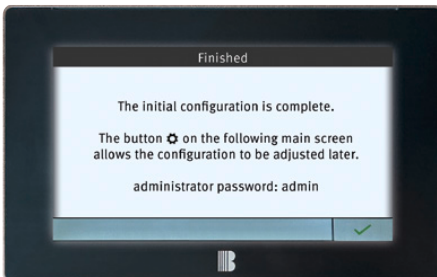 Finished
The initial configuration is complete.
The button ⚙ on the following main screen
allows the configuration to be adjusted later.
administrator password: admin
B